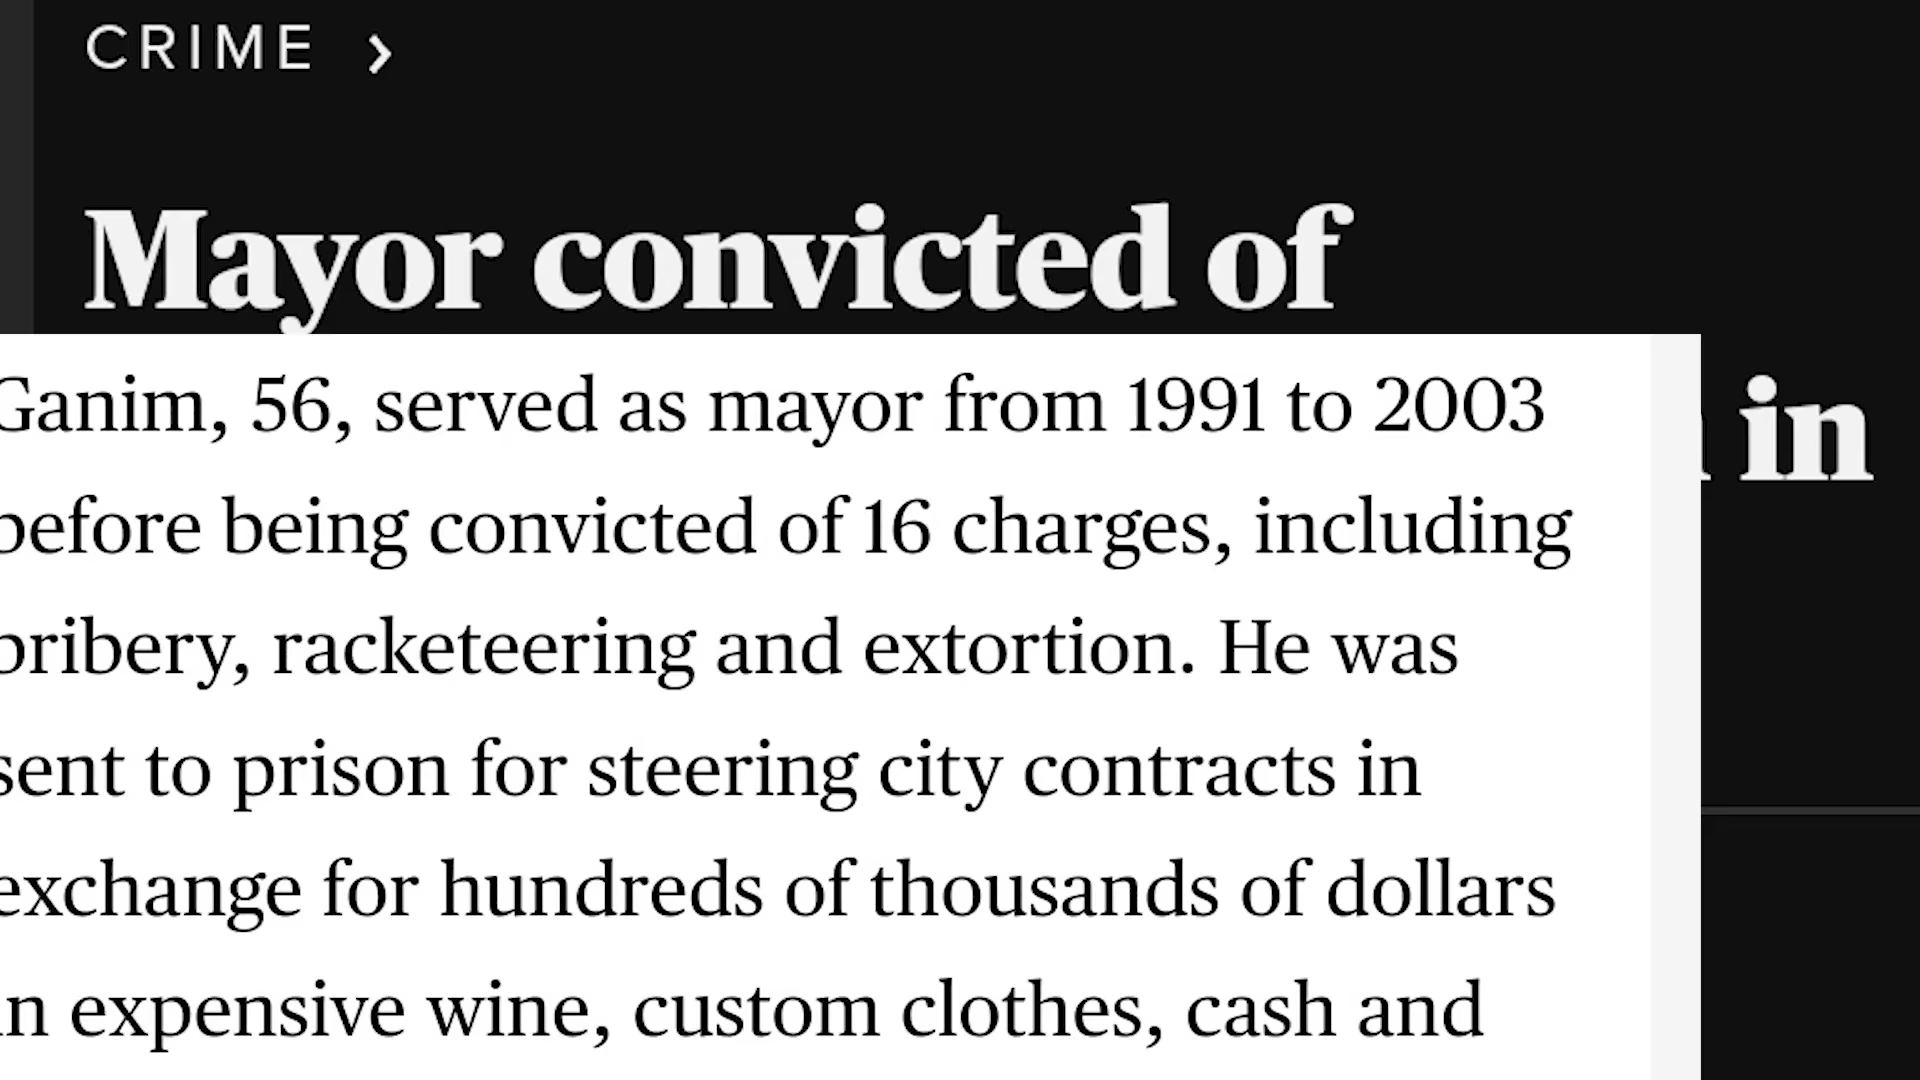 CRIME >
Mayor convicted of
in
Ganim, 56, served as mayor from 1991 to 2003
before being convicted of 16 charges, including
bribery, racketeering and extortion. He was
sent to prison for steering city contracts in
exchange for hundreds of thousands of dollars
in expensive wine, custom clothes, cash and